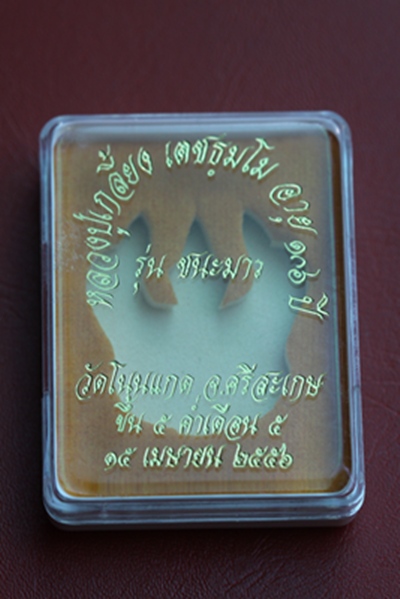 หลวงปู่เกลี้ยง เตชธมฺโม อายุ ๑๐๖ ปี
รุ่น ชนะมาร
วัดโนนแกด จ.ศรีสะเกษ
ขึ้น ๕ ค่ำเดือน ๕
๑๕ เมษายน ๒๕๕๖